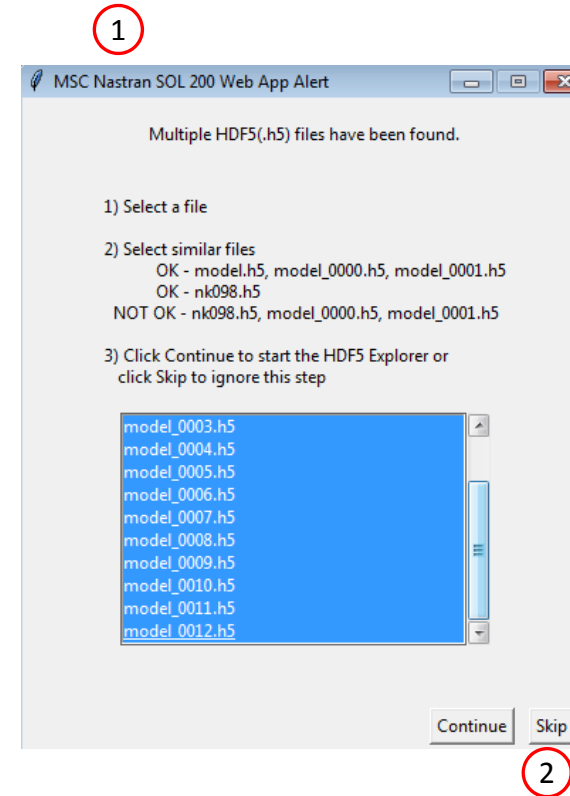 1
MSC Nastran SOL 200 Web App Alert
Multiple HDF5(.h5) files have been found.
1) Select a file
2) Select similar files
OK - model.h5, model_0000.h5, model_0001.h5
OK - nk098.h5
NOT OK - nk098.h5, model_0000.h5, model_0001.h5
3) Click Continue to start the HDF5 Explorer or
click Skip to ignore this step
model_0003.h5
model_0004.h5
model_0005.h5
model_0006.h5
model_0007.h5
model_0008.h5
model_0009.h5
model_0010.h5
model_0011.h5
model_0012.h5
Continue Skip
2